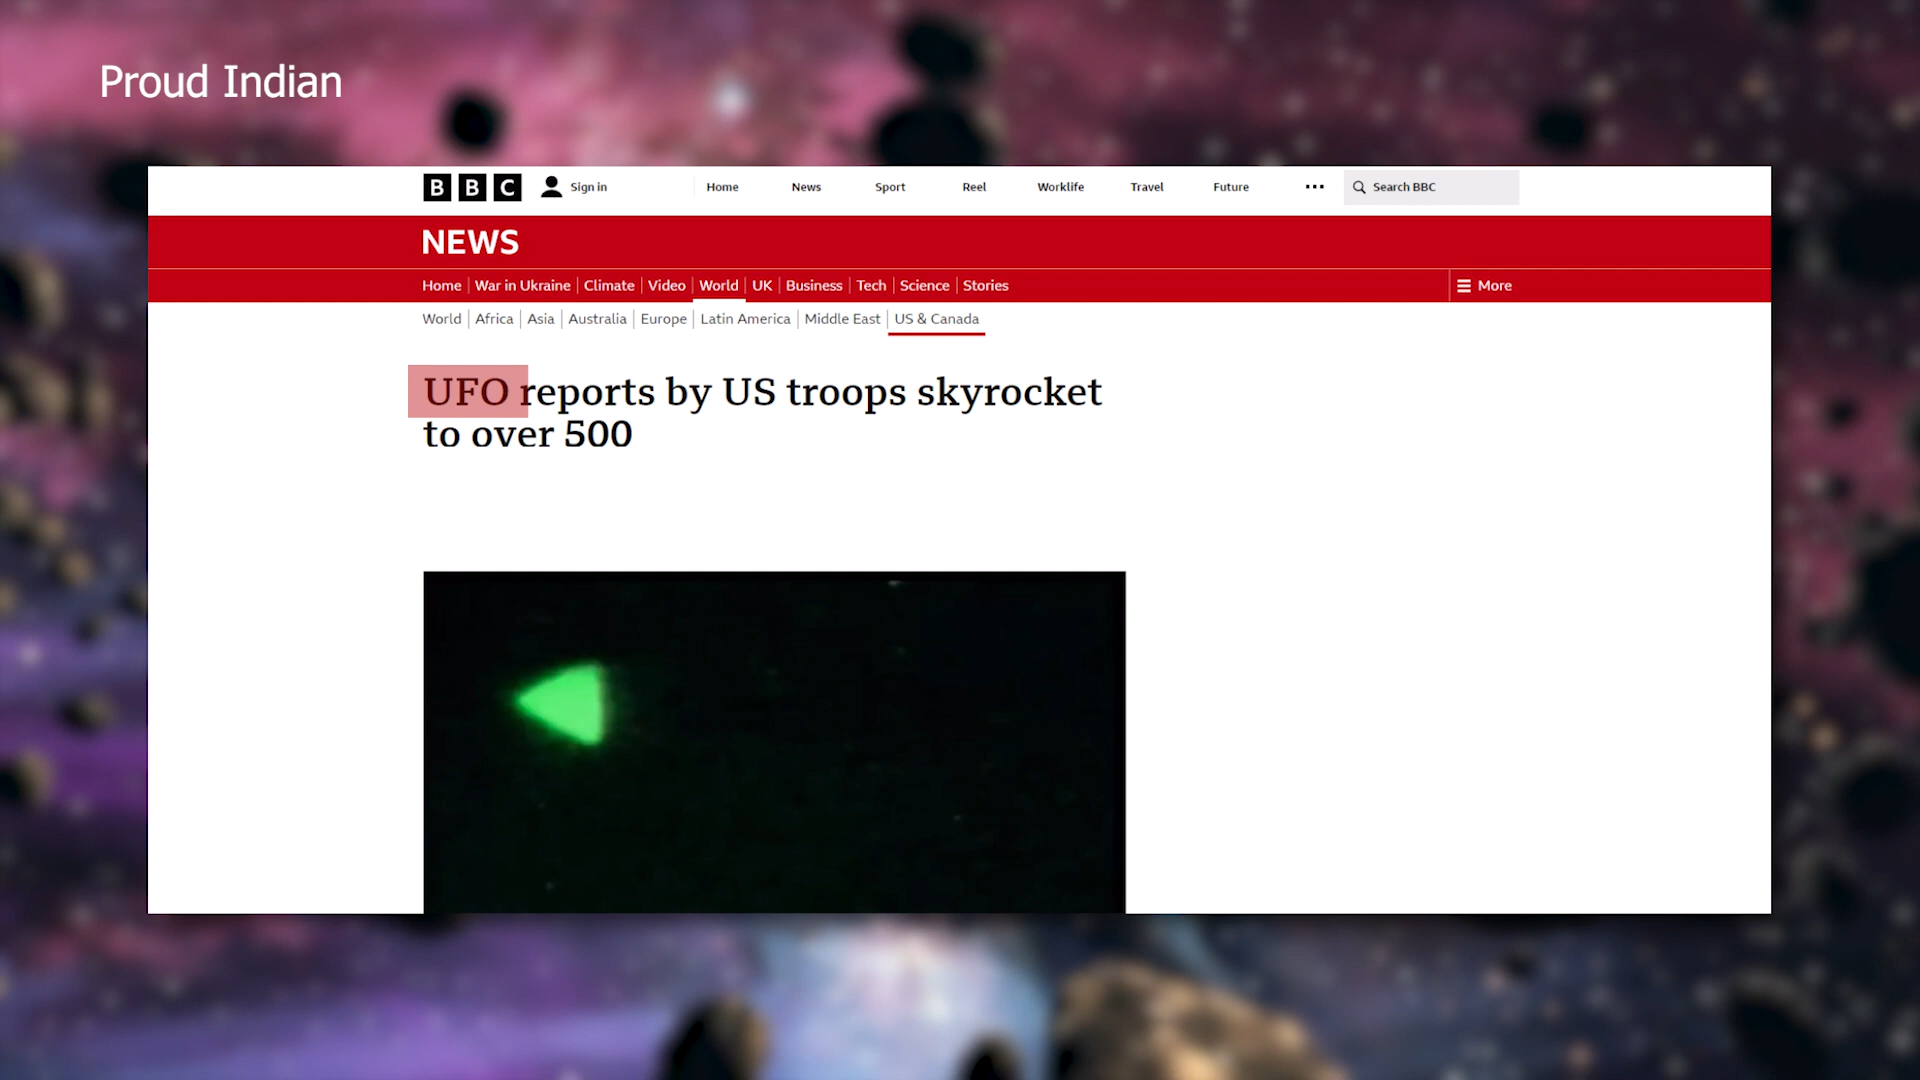 Proud Indian
BBC Sign in Home News Sport Reel Worklife Travel Future ... Search BBC
NEWS
Home War in Ukraine Climate Video World UK Business Tech Science Stories More
World Africa Asia Australia Europe Latin America Middle East US & Canada
UFO reports by US troops skyrocket
to over 500